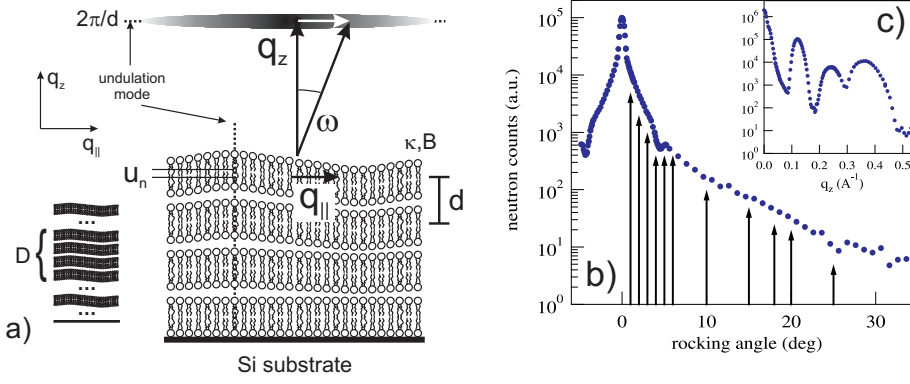 2π/d
q_z
undulation
mode
q_z
q_||
ω
κ,B
u_n
q_||
d
D
...
...
a)
Si substrate
neutron counts (a.u.)
10^5
10^4
10^3
10^2
10^1
10^0
0
10
20
30
rocking angle (deg)
b)
c)
10^6
10^5
10^4
10^3
10^2
10^1
10^0
0.0
0.1
0.2
0.3
0.4
0.5
q_z (A^-1)